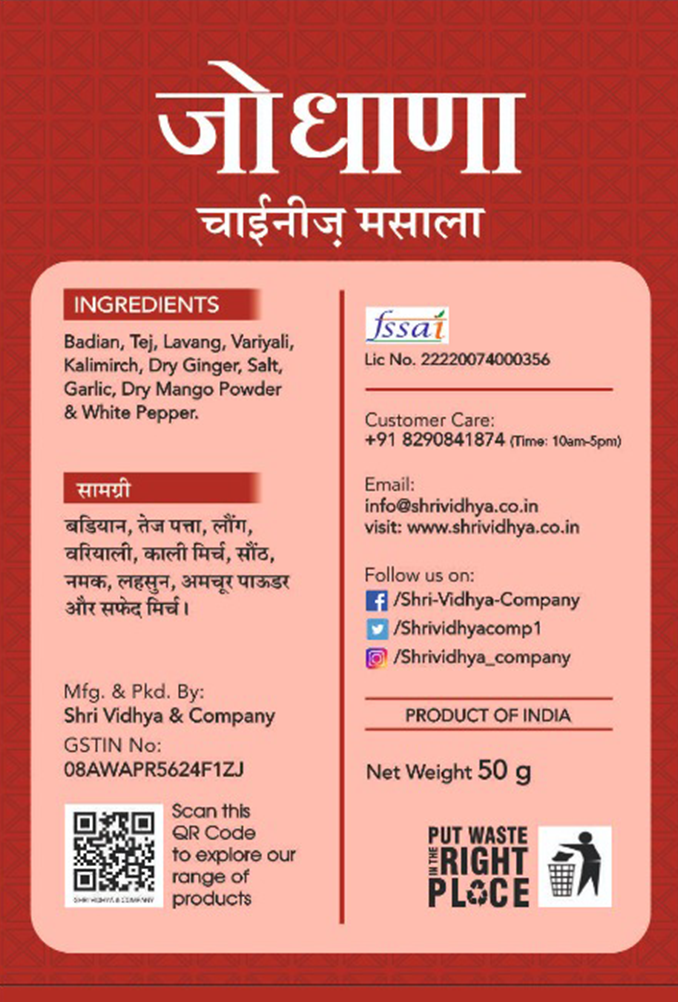 जोधाणा
चाईनीज़ मसाला
INGREDIENTS
Badian, Tej, Lavang, Variyali,
Kalimirch, Dry Ginger, Salt,
Garlic, Dry Mango Powder
& White Pepper.
सामग्री
बडियान, तेज पत्ता, लौंग,
वरियाली, काली मिर्च, सौंठ,
नमक, लहसुन, अमचूर पाऊडर
और सफेद मिर्च।
Mfg. & Pkd. By:
Shri Vidhya & Company
GSTIN No:
08AWAPR5624F1ZJ
SHRI VIDHYA & COMPANY
Scan this
QR Code
to explore our
range of
products
fssai
Lic No. 22220074000356
Customer Care:
+91 8290841874 (Time: 10am-5pm)
Email:
info@shrividhya.co.in
visit: www.shrividhya.co.in
Follow us on:
/Shri-Vidhya-Company
/Shrividhyacomp1
/Shrividhya_company
PRODUCT OF INDIA
Net Weight 50 g
PUT WASTE
IN THE RIGHT
PLACE